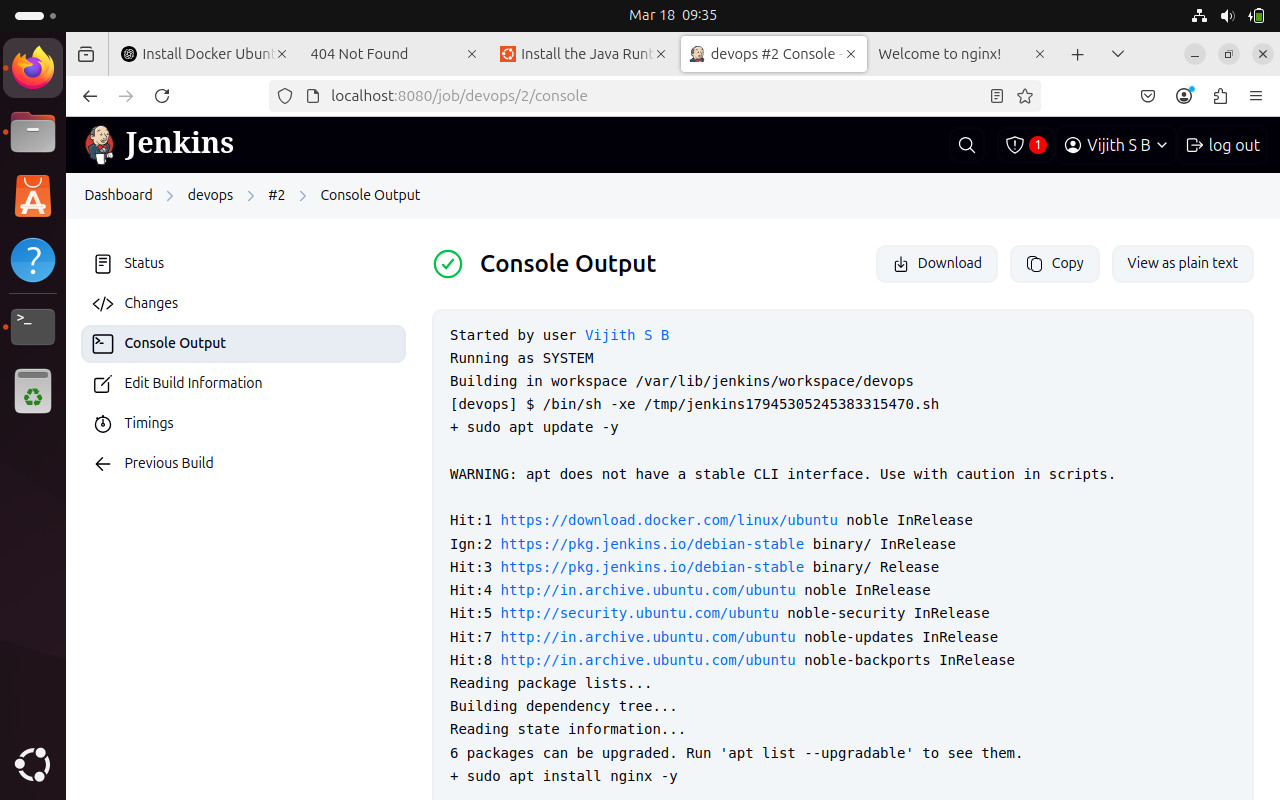 Mar 18 09:35
Install Docker Ubunt
404 Not Found
Install the Java Runt
devops #2 Console -
Welcome to nginx!
localhost:8080/job/devops/2/console
Jenkins
1
Vijith S B
log out
Dashboard
devops
#2
Console Output
Status
Changes
Console Output
Edit Build Information
Timings
Previous Build
Console Output
Download
Copy
View as plain text
Started by user Vijith S B
Running as SYSTEM
Building in workspace /var/lib/jenkins/workspace/devops
[devops] $ /bin/sh -xe /tmp/jenkins17945305245383315470.sh
+ sudo apt update -y
WARNING: apt does not have a stable CLI interface. Use with caution in scripts.
Hit:1 https://download.docker.com/linux/ubuntu noble InRelease
Ign:2 https://pkg.jenkins.io/debian-stable binary/ InRelease
Hit:3 https://pkg.jenkins.io/debian-stable binary/ Release
Hit:4 http://in.archive.ubuntu.com/ubuntu noble InRelease
Hit:5 http://security.ubuntu.com/ubuntu noble-security InRelease
Hit:7 http://in.archive.ubuntu.com/ubuntu noble-updates InRelease
Hit:8 http://in.archive.ubuntu.com/ubuntu noble-backports InRelease
Reading package lists...
Building dependency tree...
Reading state information...
6 packages can be upgraded. Run 'apt list --upgradable' to see them.
+ sudo apt install nginx -y